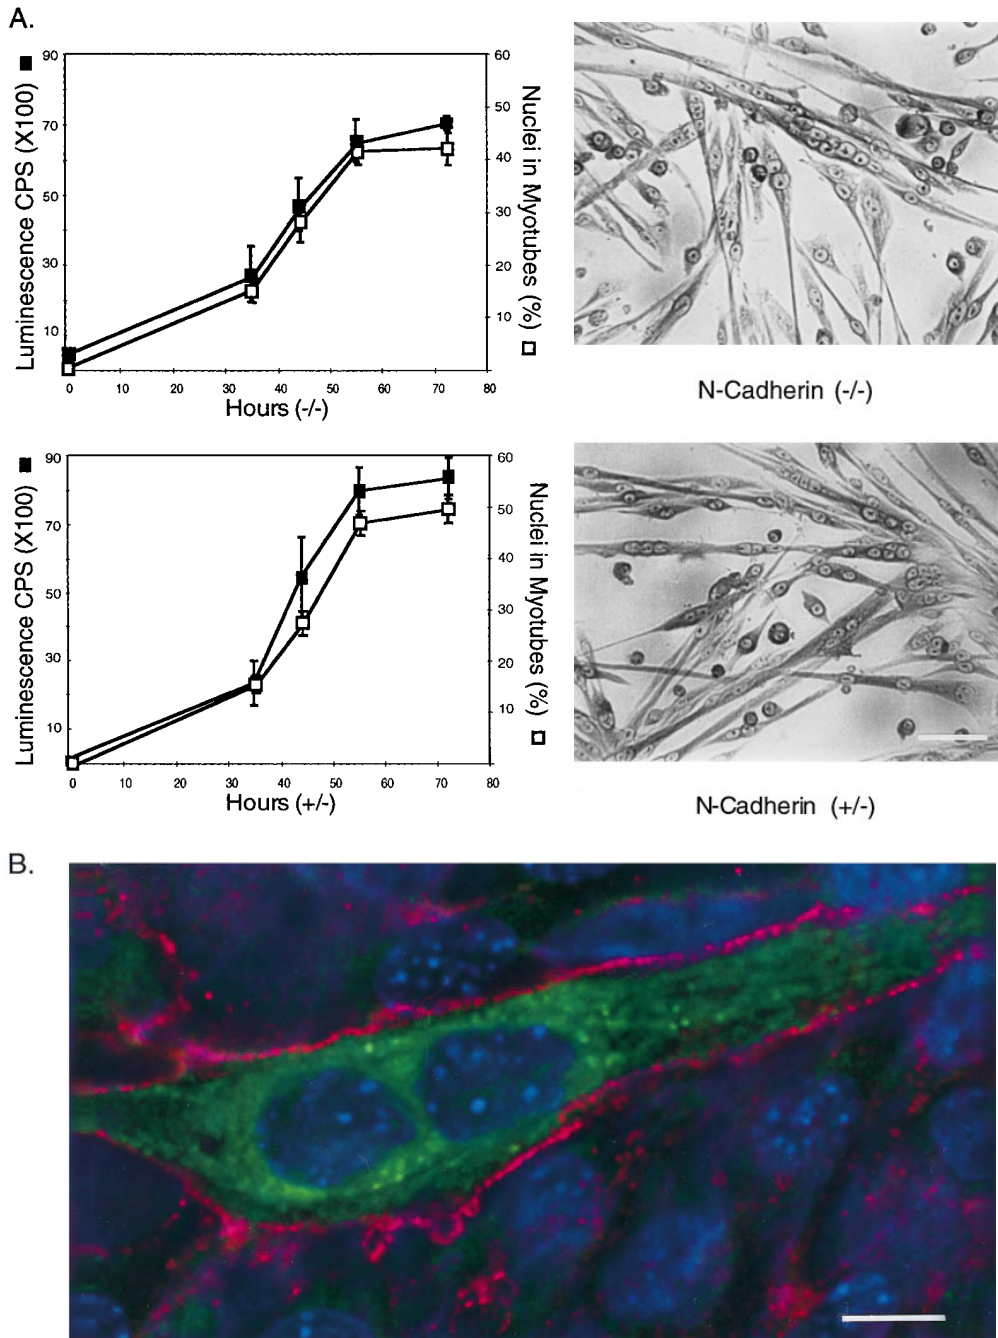 A.
Luminescence CPS (X100)
90
70
50
30
10
60
50
40
30
20
10
Nuclei in Myotubes (%)
0 10 20 30 40 50 60 70 80
Hours (-/-)
N-Cadherin (-/-)
Luminescence CPS (X100)
90
70
50
30
10
60
50
40
30
20
10
0
Nuclei in Myotubes (%)
0 10 20 30 40 50 60 70 80
Hours (+/-)
N-Cadherin (+/-)
B.